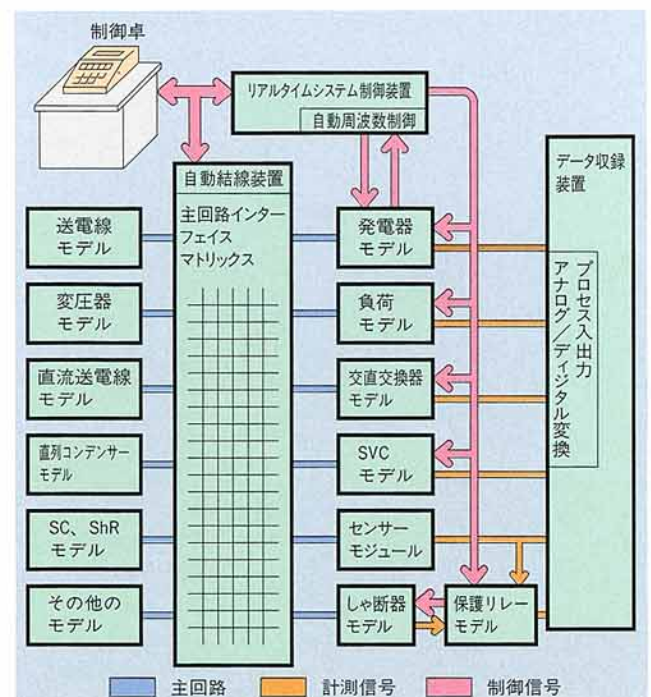 制御卓
リアルタイムシステム制御装置
自動周波数制御
自動結線装置
主回路インター
フェイス
マトリックス
データ収録
装置
プロセス入出力
アナログ/ディジタル変換
送電線
モデル
変圧器
モデル
直流送電線
モデル
直列コンデンサー
モデル
SC、ShR
モデル
その他の
モデル
発電器
モデル
負荷
モデル
交直交換器
モデル
SVC
モデル
センサー
モジュール
しゃ断器
モデル
保護リレー
モデル
主回路
計測信号
制御信号